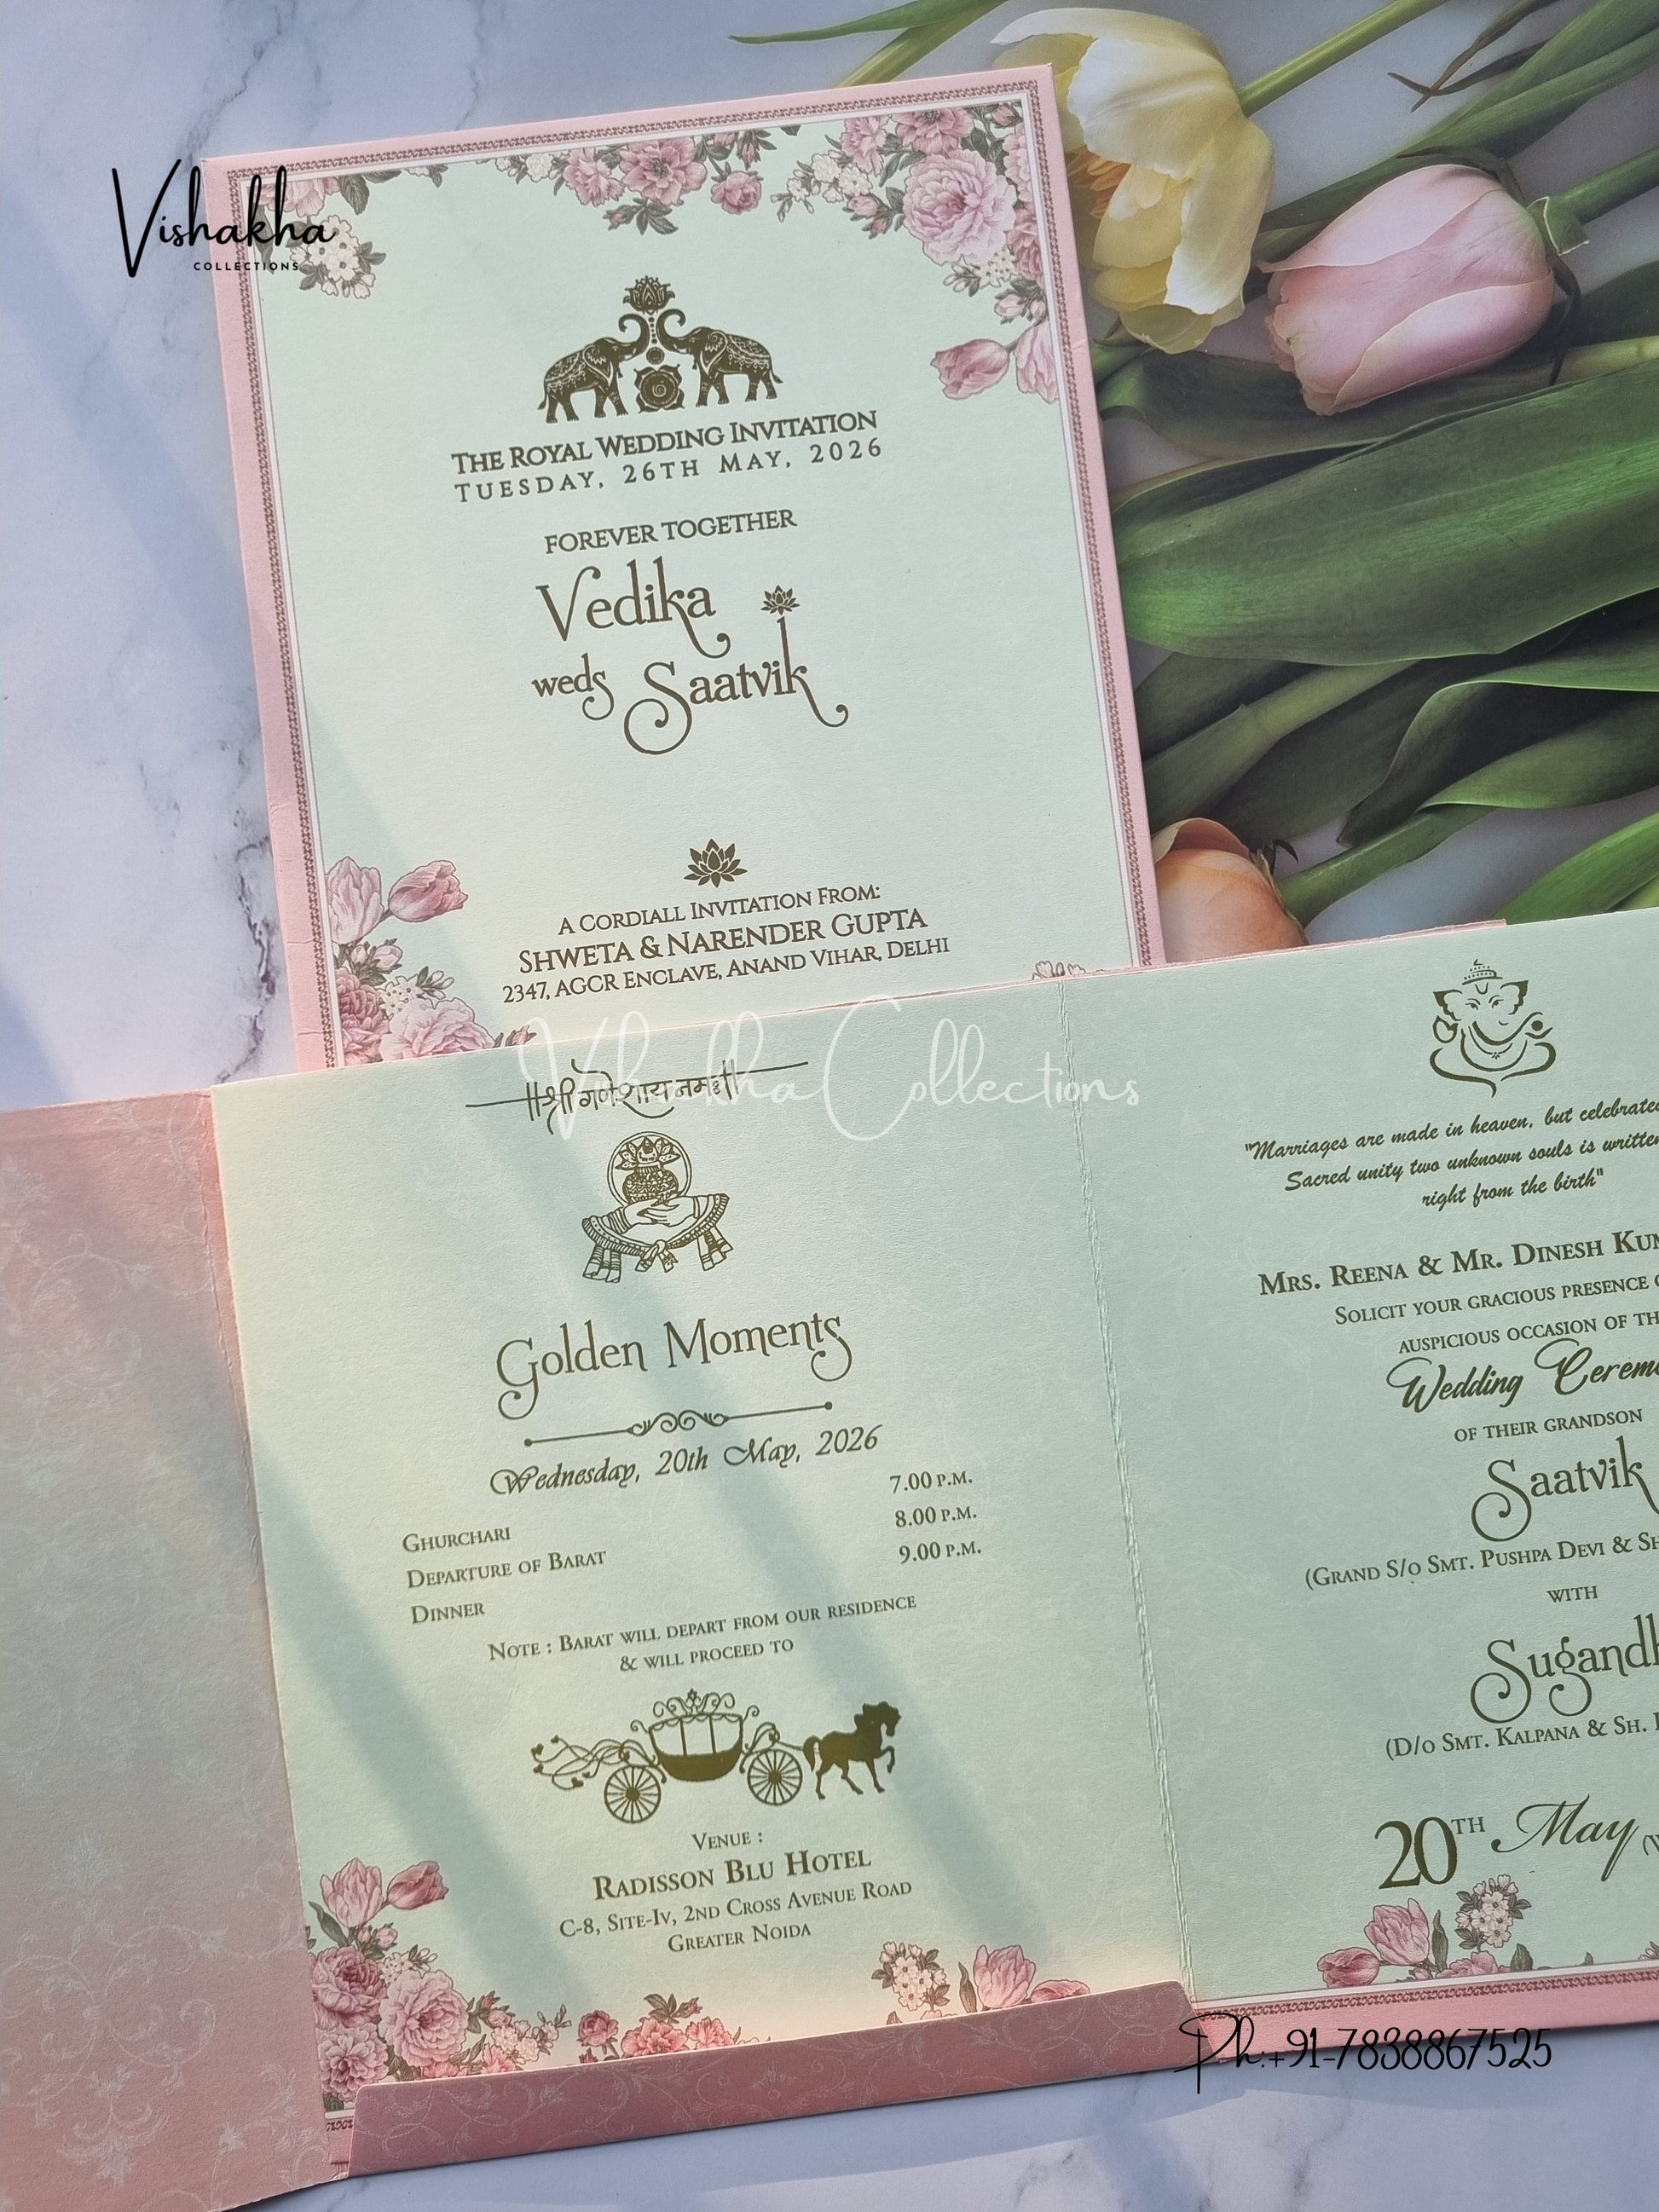 Vishakha
COLLECTIONS
THE ROYAL WEDDING INVITATION
TUESDAY, 26TH MAY, 2026
FOREVER TOGETHER
Vedika
weds Saatvik
A CORDIALL INVITATION FROM:
SHWETA & NARENDER GUPTA
2347, AGCR ENCLAVE, ANAND VIHAR, DELHI
Vishakha Collections
||श्री गणेशाय नमः||
Golden Moments
Wednesday, 20th May, 2026
7.00 P.M.
8.00 P.M.
9.00 P.M.
GHURCHARI
DEPARTURE OF BARAT
DINNER
NOTE : BARAT WILL DEPART FROM OUR RESIDENCE
& WILL PROCEED TO
VENUE :
RADISSON BLU HOTEL
C-8, SITE-IV, 2ND CROSS AVENUE ROAD
GREATER NOIDA
"Marriages are made in heaven, but celebrated
Sacred unity two unknown souls is written
right from the birth"
MRS. REENA & MR. DINESH
SOLICIT YOUR GRACIOUS PRESENCE
AUSPICIOUS OCCASION OF
Wedding
OF THEIR GRANDSON
Saatvik
(GRAND S/O SMT. PUSHPA DEVI &
WITH
(D/O SMT. KALPANA & SH.
20TH May
Ph:+91-7838867525